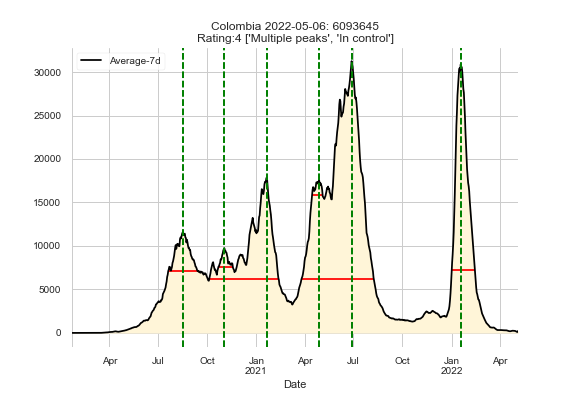 Colombia 2022-05-06: 6093645
Rating:4 ['Multiple peaks', 'In control']
Average-7d
30000
25000
20000
15000
10000
5000
0
Apr Jul Oct Jan Apr Jul Oct Jan Apr
2021 2022
Date